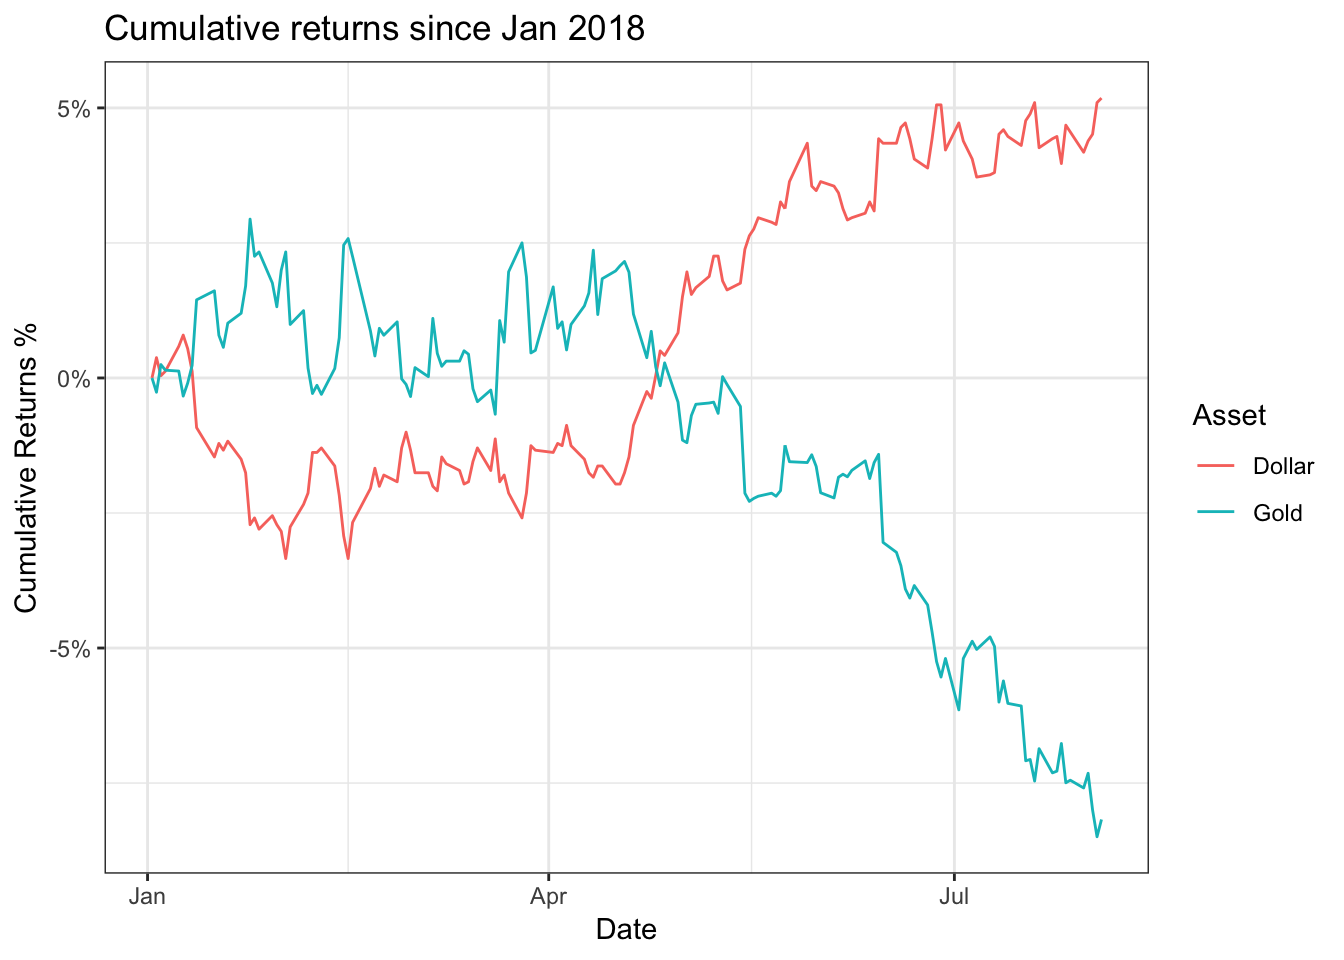 Cumulative returns since Jan 2018
Cumulative Returns %
5%
0%
-5%
Jan
Apr
Jul
Date
Asset
Dollar
Gold